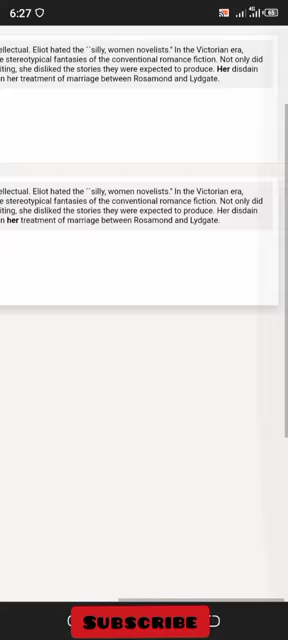 6:27
4G
65
ellectual. Eliot hated the ``silly, women novelists." In the Victorian era,
e stereotypical fantasies of the conventional romance fiction. Not only did
iting, she disliked the stories they were expected to produce. Her disdain
n her treatment of marriage between Rosamond and Lydgate.
ellectual. Eliot hated the ``silly, women novelists." In the Victorian era,
e stereotypical fantasies of the conventional romance fiction. Not only did
iting, she disliked the stories they were expected to produce. Her disdain
n her treatment of marriage between Rosamond and Lydgate.
SUBSCRIBE